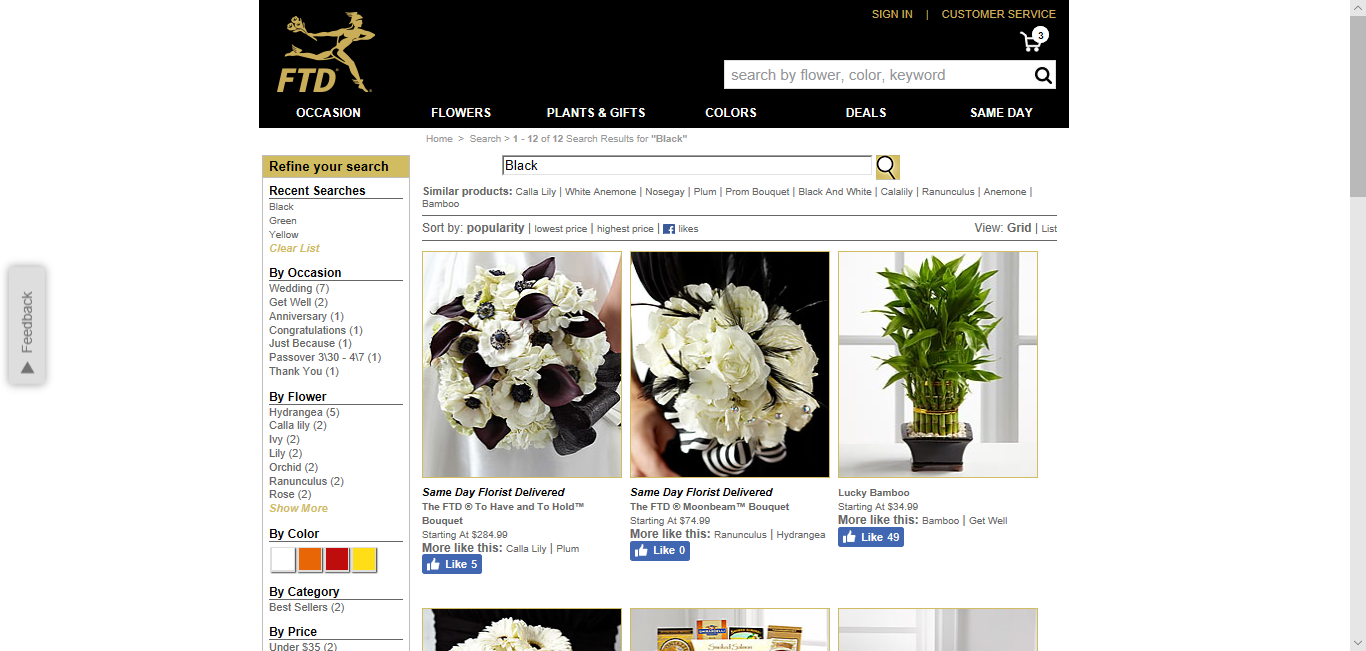 SIGN IN | CUSTOMER SERVICE
3
FTD
search by flower, color, keyword
OCCASION FLOWERS PLANTS & GIFTS COLORS DEALS SAME DAY
Home > Search > 1 - 12 of 12 Search Results for "Black"
Refine your search
Recent Searches
Black
Green
Yellow
Clear List
By Occasion
Wedding (7)
Get Well (2)
Anniversary (1)
Congratulations (1)
Just Because (1)
Passover 3\30 - 4\7 (1)
Thank You (1)
By Flower
Hydrangea (5)
Calla lily (2)
Ivy (2)
Lily (2)
Orchid (2)
Ranunculus (2)
Rose (2)
Show More
By Color
By Category
Best Sellers (2)
By Price
Under $35 (2)
Feedback
Black
Similar products: Calla Lily | White Anemone | Nosegay | Plum | Prom Bouquet | Black And White | Calalily | Ranunculus | Anemone |
Bamboo
Sort by: popularity | lowest price | highest price | likes
View: Grid | List
Same Day Florist Delivered
The FTD ® To Have and To Hold™
Bouquet
Starting At $284.99
More like this: Calla Lily | Plum
Like 5
Same Day Florist Delivered
The FTD ® Moonbeam™ Bouquet
Starting At $74.99
More like this: Ranunculus | Hydrangea
Like 0
Lucky Bamboo
Starting At $34.99
More like this: Bamboo | Get Well
Like 49
GHIRARDELLI
Smoked Salmon